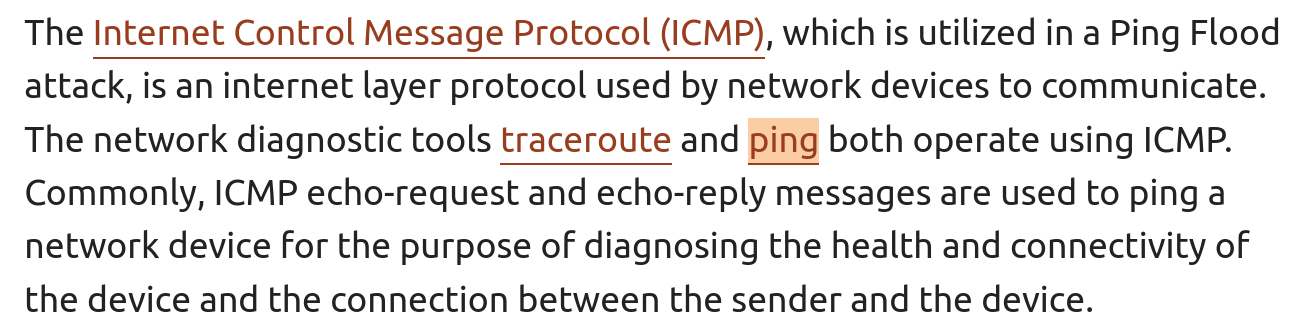 The Internet Control Message Protocol (ICMP), which is utilized in a Ping Flood
attack, is an internet layer protocol used by network devices to communicate.
The network diagnostic tools traceroute and ping both operate using ICMP.
Commonly, ICMP echo-request and echo-reply messages are used to ping a
network device for the purpose of diagnosing the health and connectivity of
the device and the connection between the sender and the device.